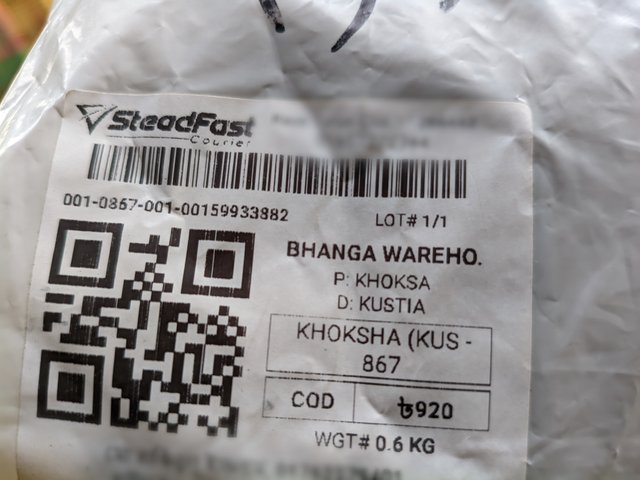 SteadFast
Courier
001-0867-001-00159933882
LOT# 1/1
BHANGA WAREHO.
P: KHOKSA
D: KUSTIA
KHOKSHA (KUS -
867
COD
৳920
WGT# 0.6 KG